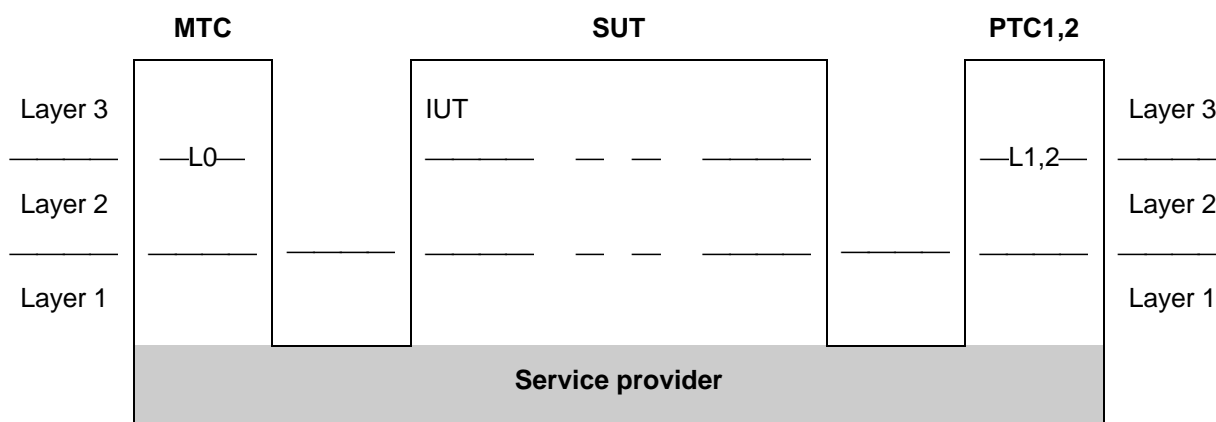 MTC SUT PTC1,2
Layer 3 IUT Layer 3
L0 L1,2
Layer 2 Layer 2
Layer 1 Layer 1
Service provider